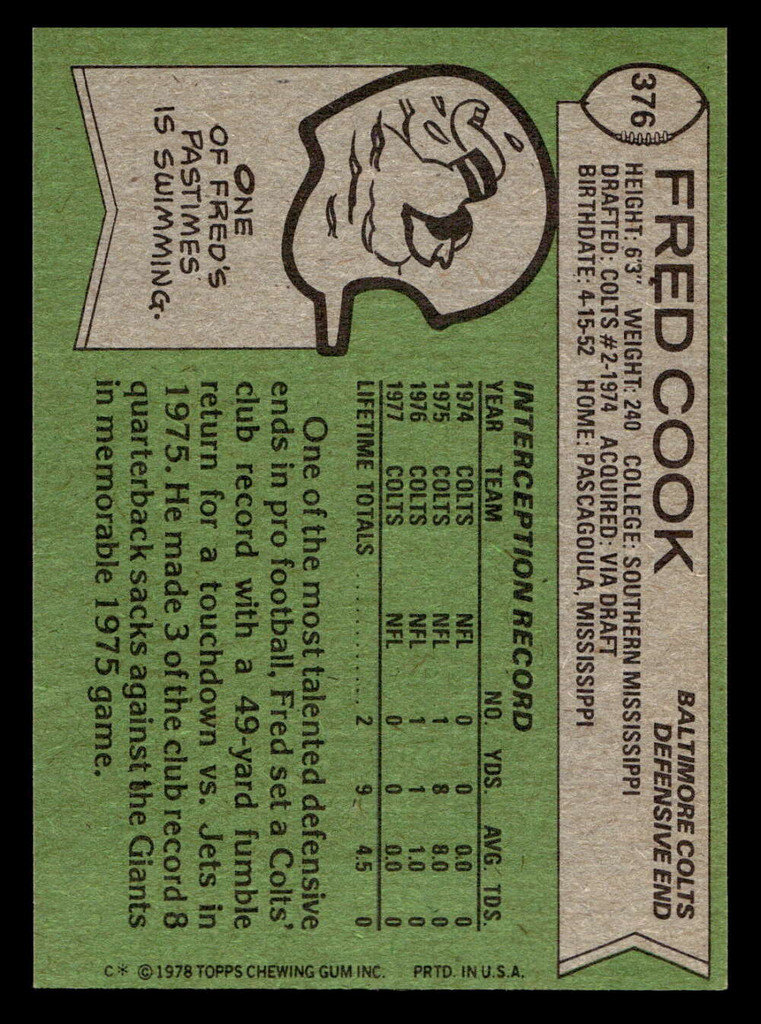 376
FRED COOK
BALTIMORE COLTS
DEFENSIVE END
HEIGHT: 6'3" WEIGHT: 240 COLLEGE: SOUTHERN MISSISSIPPI
DRAFTED: COLTS #2-1974 ACQUIRED: VIA DRAFT
BIRTHDATE: 4-15-52 HOME: PASCAGOULA, MISSISSIPPI
ONE
OF FRED'S
PASTIMES
IS SWIMMING.
INTERCEPTION RECORD
YEAR TEAM NO. YDS. AVG. TDS.
1974 COLTS NFL 0 0 0.0 0
1975 COLTS NFL 1 8 8.0 0
1976 COLTS NFL 1 1 1.0 0
1977 COLTS NFL 0 0 0.0 0
LIFETIME TOTALS .......... 2 9 4.5 0
One of the most talented defensive
ends in pro football, Fred set a Colts'
club record with a 49-yard fumble
return for a touchdown vs. Jets in
1975. He made 3 of the club record 8
quarterback sacks against the Giants
in memorable 1975 game.
C* © 1978 TOPPS CHEWING GUM INC. PRTD. IN U.S.A.